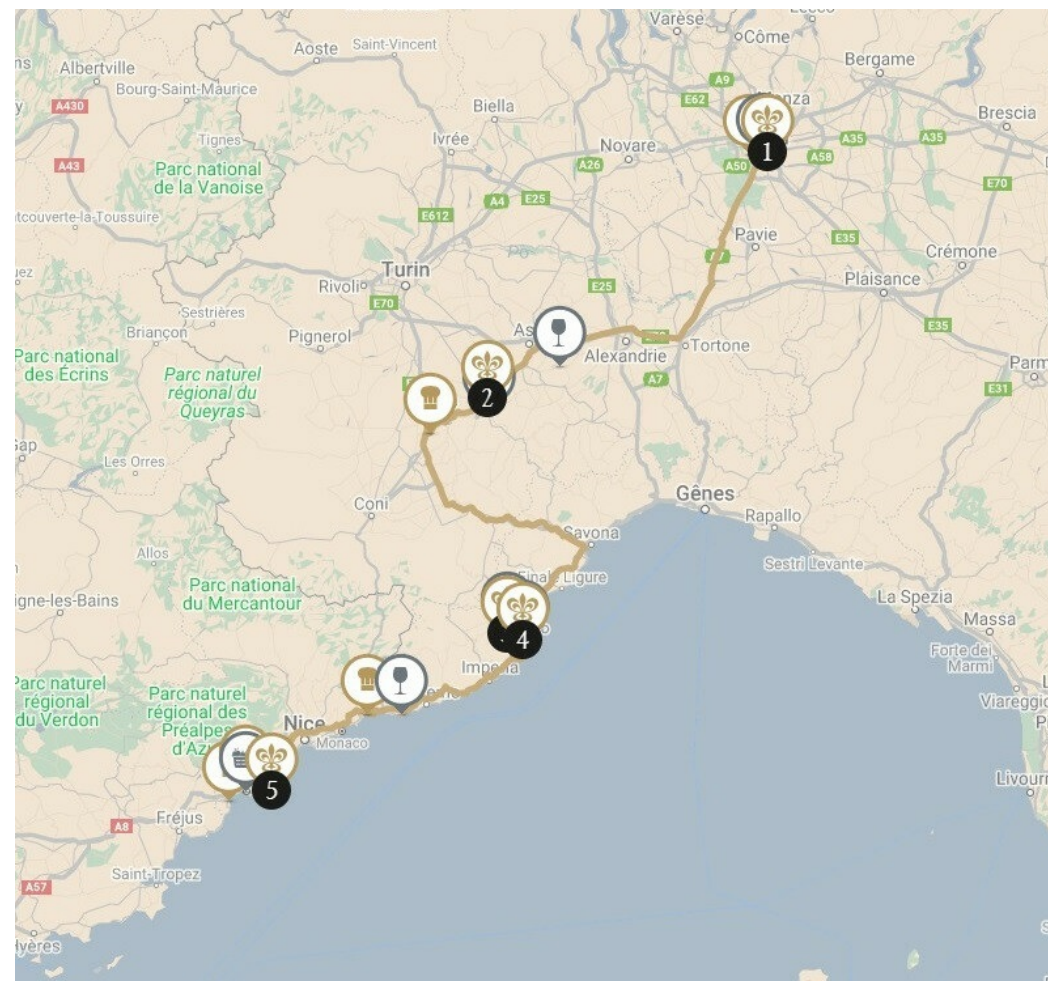 Varèse
Lecco
Côme
Aoste
Saint-Vincent
Bergame
Albertville
A9
Bourg-Saint-Maurice
E62
A430
Biella
Brescia
Tignes
Ivrée
Novare
A35
A35
A43
A26
A50
1
A58
Parc national
de la Vanoise
E70
A4
E25
E612
Pavie
E35
Crémone
Turin
A7
Rivoli
E25
Plaisance
E70
Sestrières
E35
Briançon
Pignerol
Alexandrie
Tortone
Parc national
des Écrins
Parc naturel
régional du
Queyras
A7
E31
2
Les Orres
Coni
Gênes
Rapallo
Savona
Allos
Sestri Levante
Parc national
du Mercantour
Finale Ligure
La Spezia
Massa
4
Forte dei
Marmi
Imperia
Parc naturel
régional
du Verdon
Parc naturel
régional des
Préalpes
d'Azur
Nice
Monaco
5
Fréjus
A8
Saint-Tropez
A57